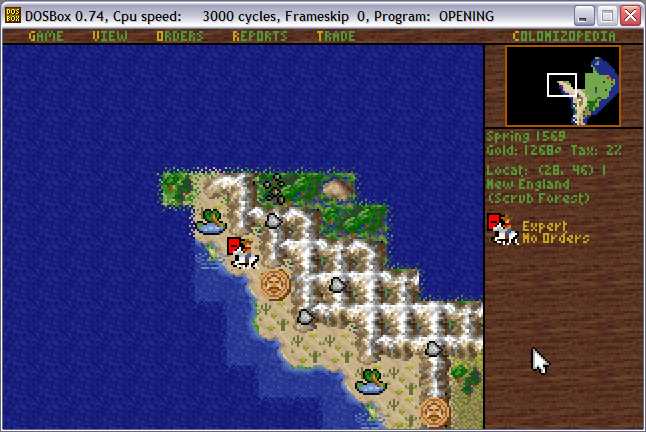 DOSBox 0.74, Cpu speed: 3000 cycles, Frameskip 0, Program: OPENING
GAME VIEW ORDERS REPORTS TRADE COLONIZOPEDIA
Spring 1569
Gold: 1268¢ Tax: 2%
Locat: (28, 46) 1
New England
(Scrub Forest)
Expert
No Orders